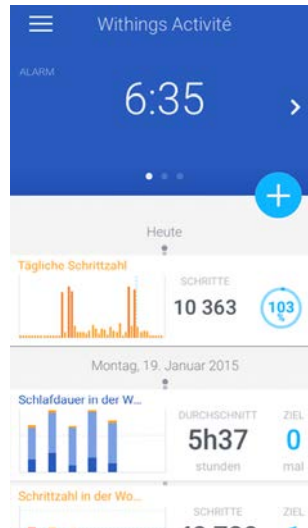 Withings Activité
ALARM
6:35
Heute
Tägliche Schrittzahl
SCHRITTE
10 363
103
%
Montag, 19. Januar 2015
Schlafdauer in der W...
DURCHSCHNITT ZIEL
5h37 0
stunden mal
Schrittzahl in der Wo...
SCHRITTE ZIEL